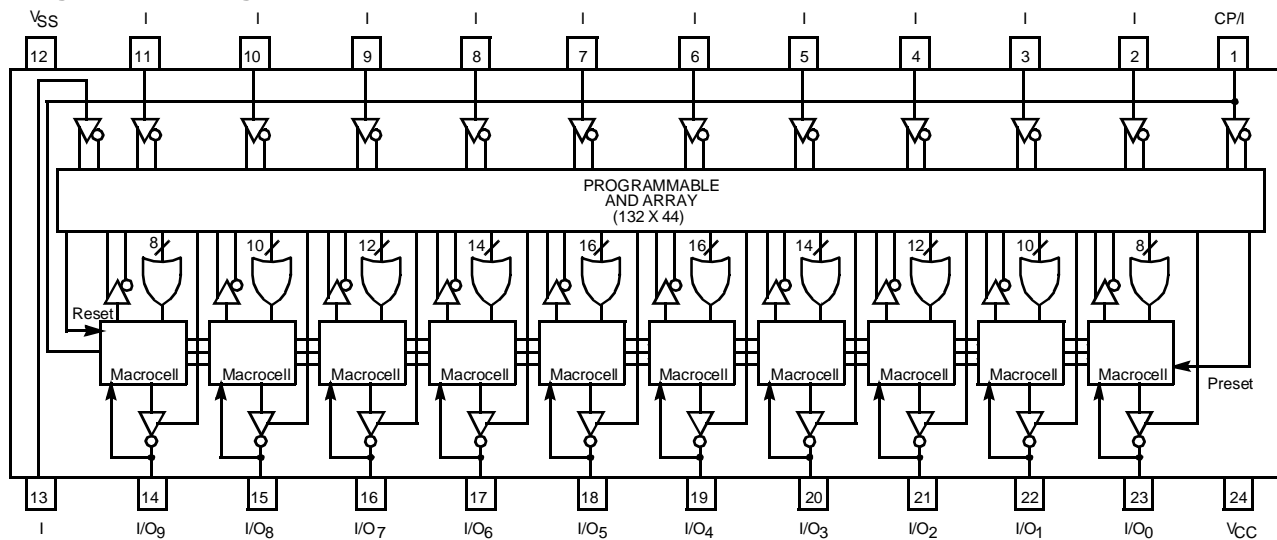 VSS I I I I I I I I I I CP/I
12 11 10 9 8 7 6 5 4 3 2 1
PROGRAMMABLE
AND ARRAY
(132 X 44)
8 10 12 14 16 16 14 12 10 8
Reset
Macrocell Macrocell Macrocell Macrocell Macrocell Macrocell Macrocell Macrocell Macrocell Macrocell
Preset
13 14 15 16 17 18 19 20 21 22 23 24
I I/O9 I/O8 I/O7 I/O6 I/O5 I/O4 I/O3 I/O2 I/O1 I/O0 VCC